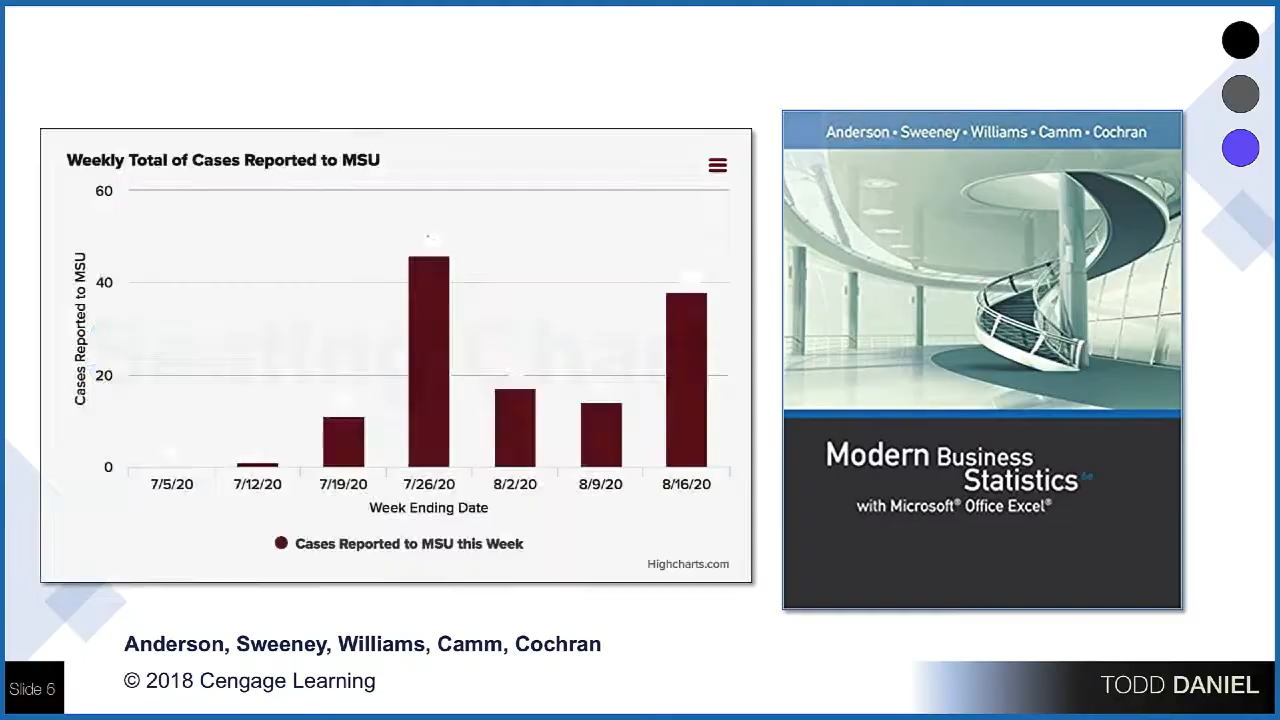 Weekly Total of Cases Reported to MSU
60
40
20
0
Cases Reported to MSU
7/5/20 7/12/20 7/19/20 7/26/20 8/2/20 8/9/20 8/16/20
Week Ending Date
Cases Reported to MSU this Week
Highcharts.com
Anderson • Sweeney • Williams • Camm • Cochran
Modern Business
Statistics 6e
with Microsoft® Office Excel®
Anderson, Sweeney, Williams, Camm, Cochran
© 2018 Cengage Learning
Slide 6
TODD DANIEL